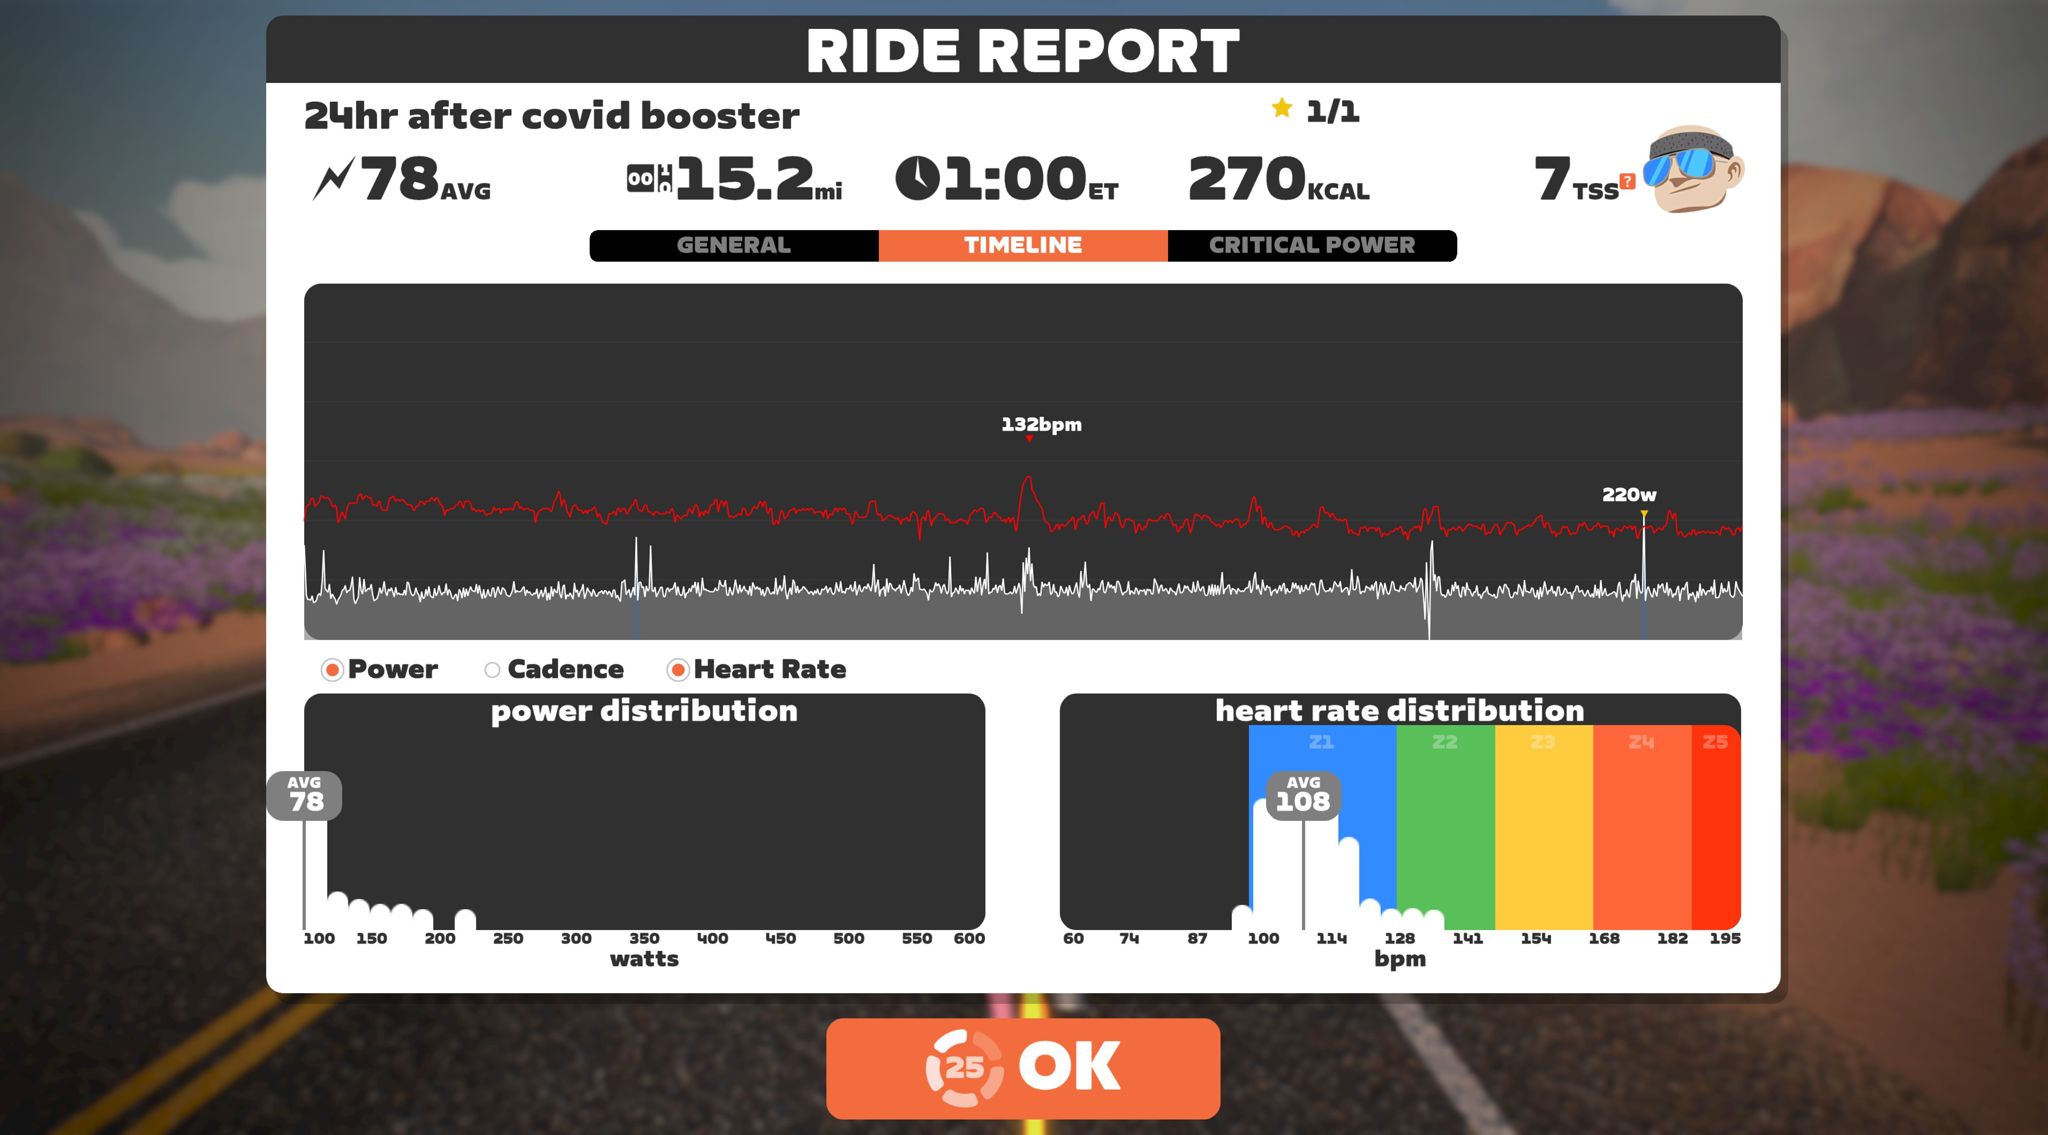 RIDE REPORT
24hr after covid booster
1/1
78AVG
15.2mi
1:00ET
270KCAL
7TSS?
GENERAL
TIMELINE
CRITICAL POWER
132bpm
220w
Power
Cadence
Heart Rate
power distribution
AVG
78
100 150 200 250 300 350 400 450 500 550 600
watts
heart rate distribution
Z1 Z2 Z3 Z4 Z5
AVG
108
60 74 87 100 114 128 141 154 168 182 195
bpm
25 OK